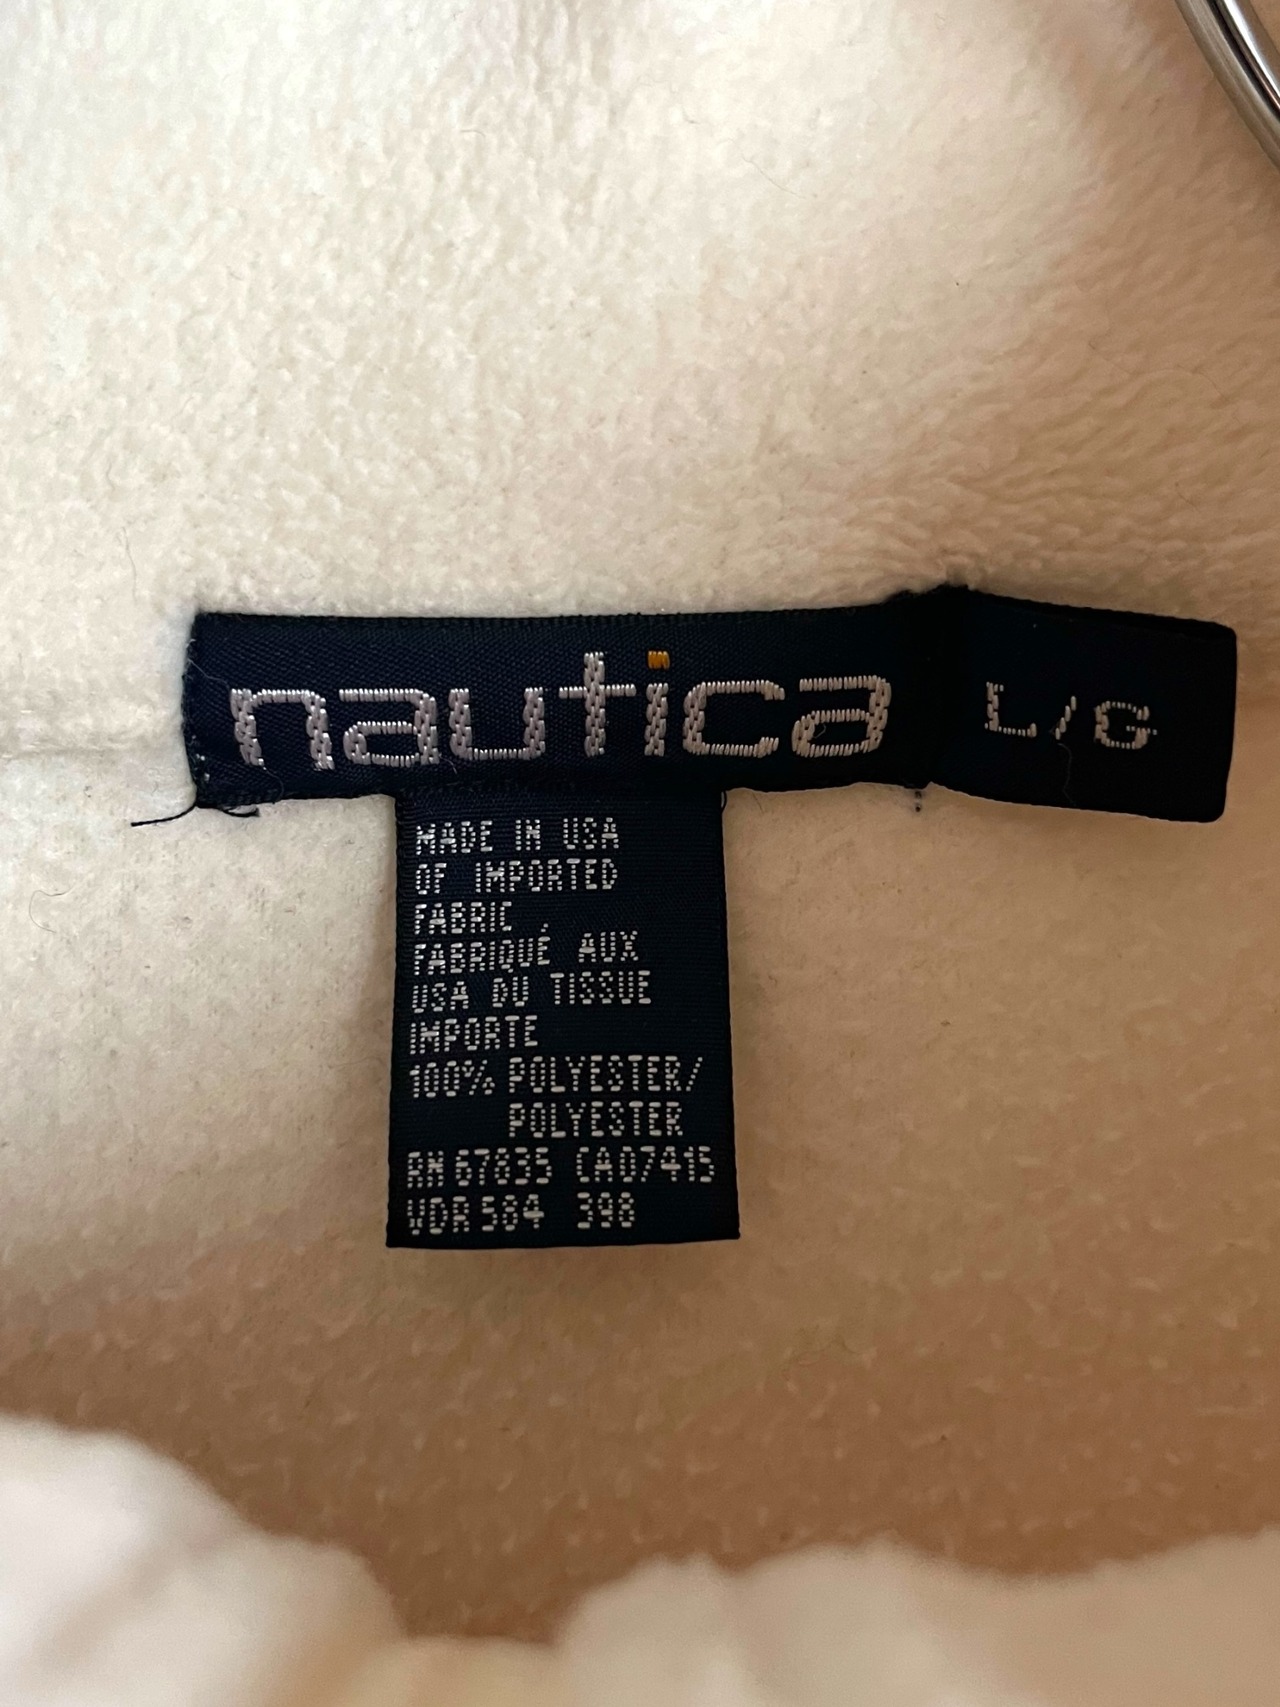 nautica
L/G
MADE IN USA
OF IMPORTED
FABRIC
FABRIQUÉ AUX
USA DU TISSUE
IMPORTE
100% POLYESTER/
POLYESTER
RN 67835 CA07415
VDR 584 398